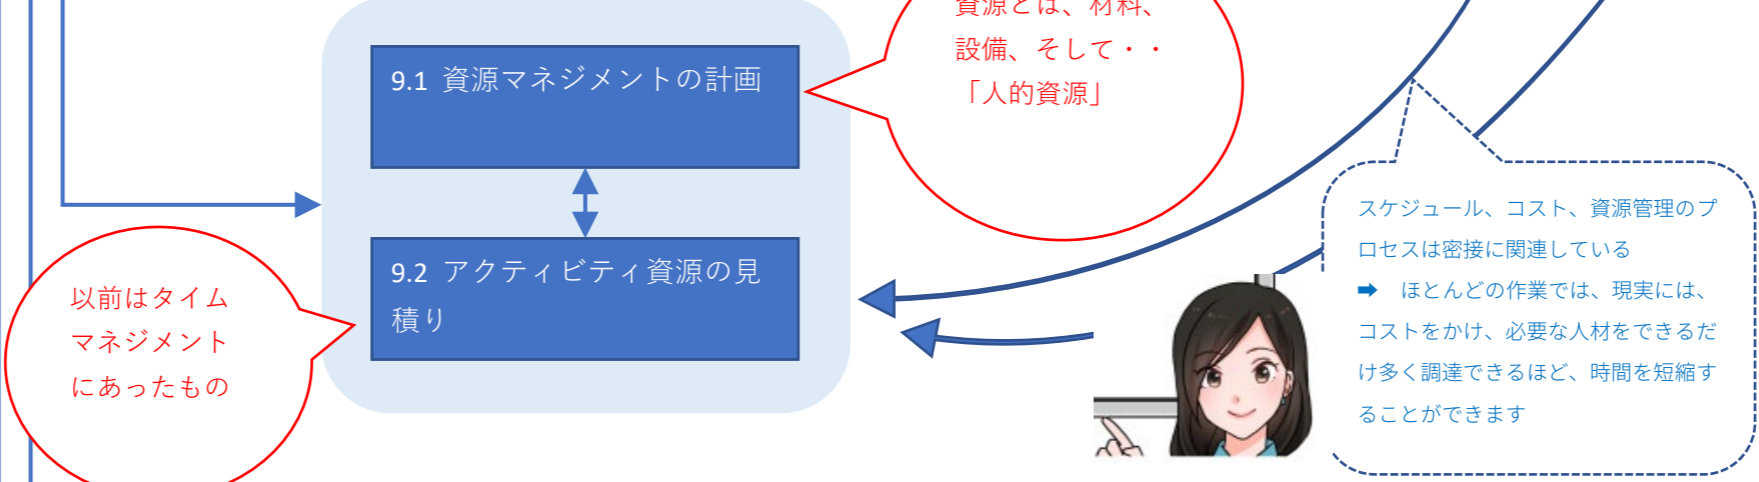 資源とは、材料、
設備、そして・・
「人的資源」
9.1 資源マネジメントの計画
9.2 アクティビティ資源の見
積り
以前はタイム
マネジメント
にあったもの
スケジュール、コスト、資源管理のプ
ロセスは密接に関連している
➡ ほとんどの作業では、現実には、
コストをかけ、必要な人材をできるだ
け多く調達できるほど、時間を短縮す
ることができます